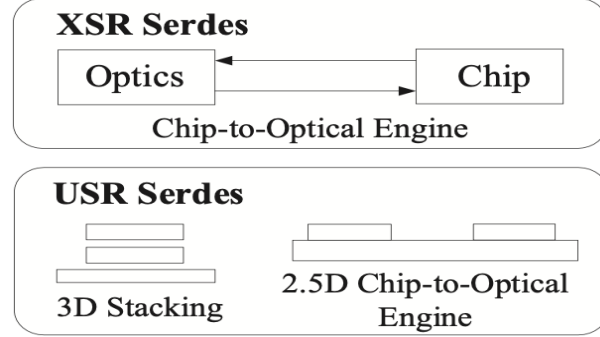 XSR Serdes
Optics
Chip
Chip-to-Optical Engine
USR Serdes
3D Stacking
2.5D Chip-to-Optical
Engine